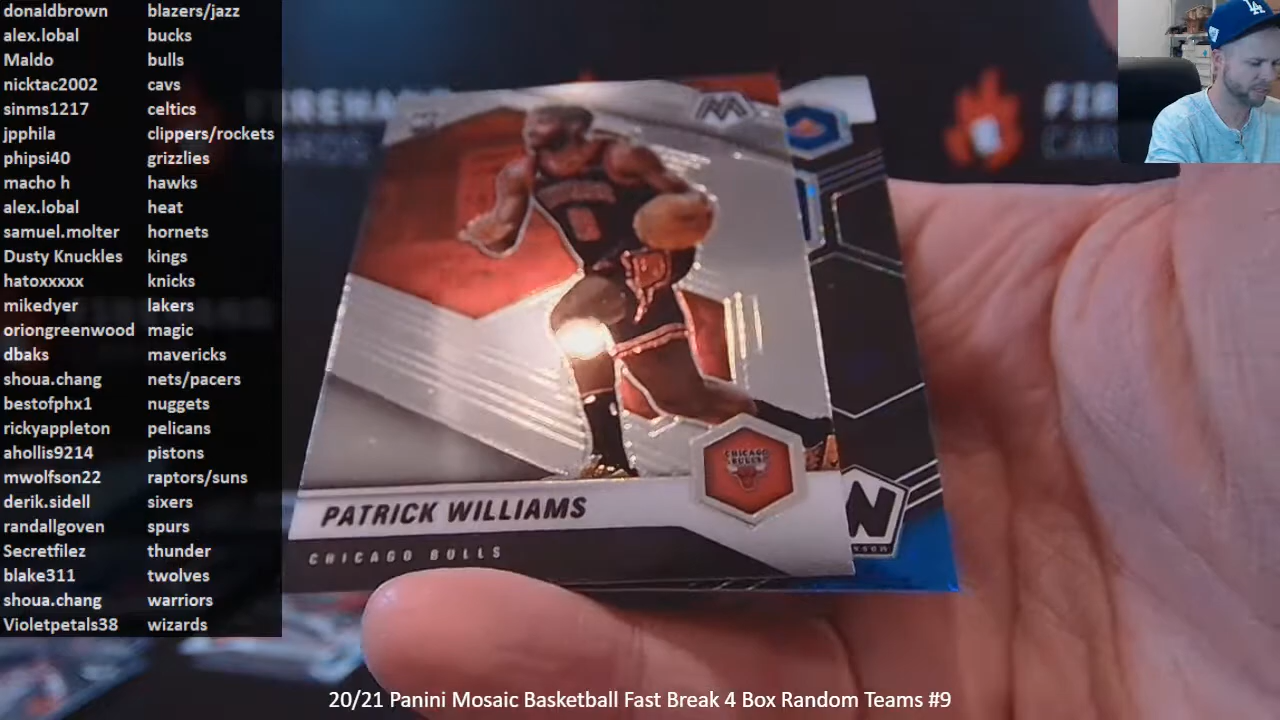 donaldbrown blazers/jazz
alex.lobal bucks
Maldo bulls
nicktac2002 cavs
sinms1217 celtics
jpphila clippers/rockets
phipsi40 grizzlies
macho h hawks
alex.lobal heat
samuel.molter hornets
Dusty Knuckles kings
hatoxxxxx knicks
mikedyer lakers
oriongreenwood magic
dbaks mavericks
shoua.chang nets/pacers
bestofphx1 nuggets
rickyappleton pelicans
ahollis9214 pistons
mwolfson22 raptors/suns
derik.sidell sixers
randallgoven spurs
Secretfilez thunder
blake311 twolves
shoua.chang warriors
Violetpetals38 wizards
LA
CHICAGO
BULLS
PATRICK WILLIAMS
CHICAGO BULLS
20/21 Panini Mosaic Basketball Fast Break 4 Box Random Teams #9